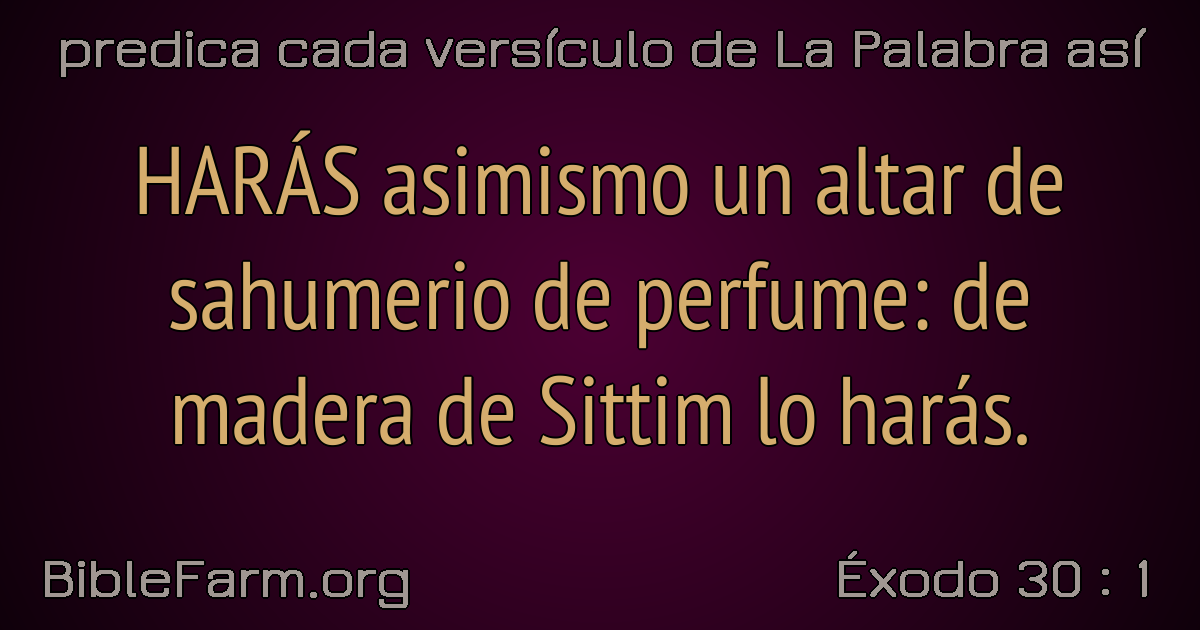 predica cada versículo de La Palabra así
HARÁS asimismo un altar de
sahumerio de perfume: de
madera de Sittim lo harás.
BibleFarm.org
Éxodo 30 : 1